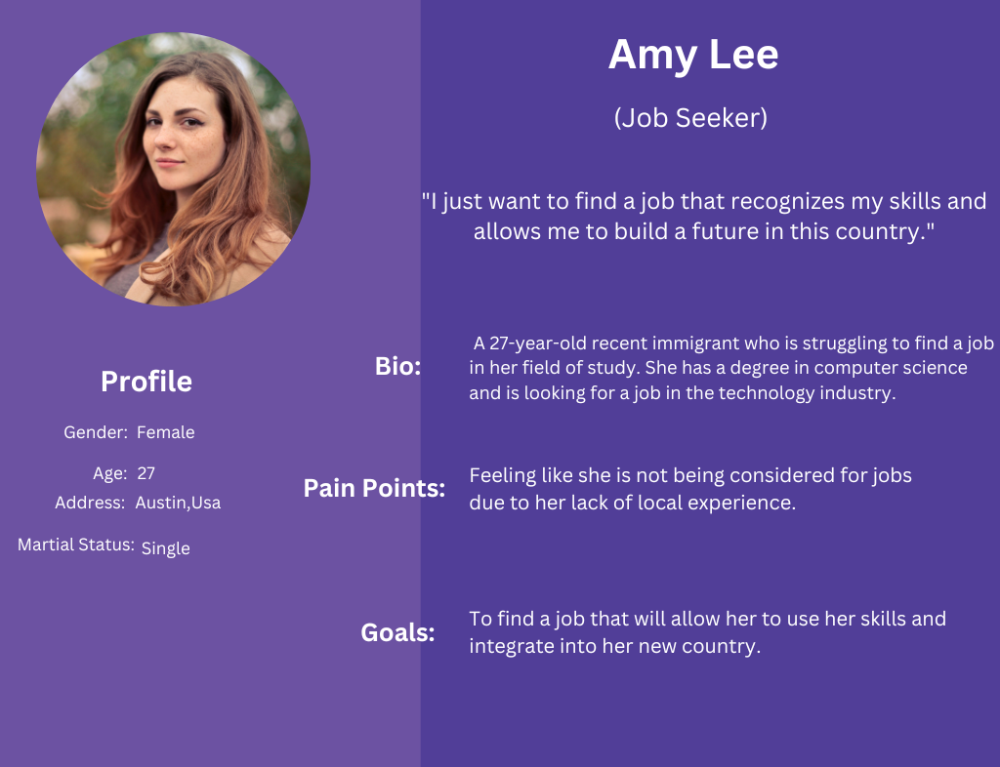 Amy Lee
(Job Seeker)
"I just want to find a job that recognizes my skills and
allows me to build a future in this country."
Profile
Gender: Female
Age: 27
Address: Austin,Usa
Martial Status: Single
Bio:
A 27-year-old recent immigrant who is struggling to find a job
in her field of study. She has a degree in computer science
and is looking for a job in the technology industry.
Pain Points:
Feeling like she is not being considered for jobs
due to her lack of local experience.
Goals:
To find a job that will allow her to use her skills and
integrate into her new country.